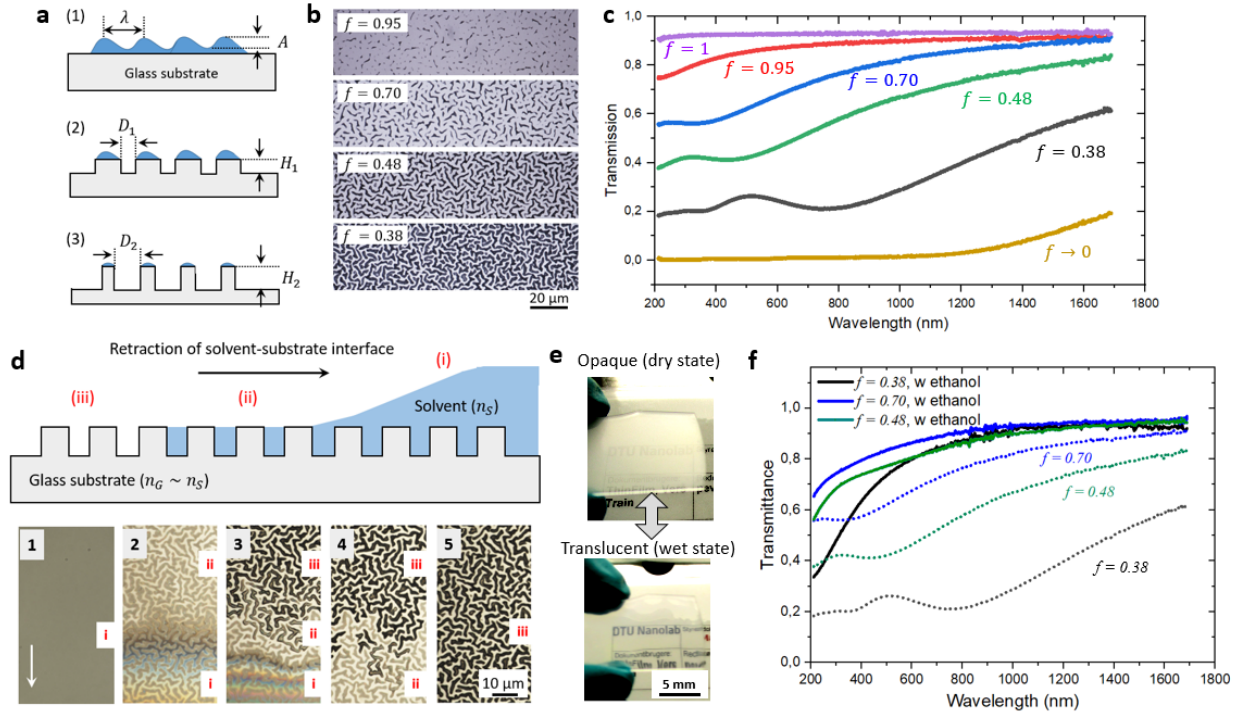 a
(1)
λ
A
Glass substrate
(2)
D₁
H₁
(3)
D₂
H₂
b
f = 0.95
f = 0.70
f = 0.48
f = 0.38
20 µm
c
1,0
0,8
0,6
0,4
0,2
0,0
Transmission
f = 1
f = 0.95
f = 0.70
f = 0.48
f = 0.38
f → 0
200 400 600 800 1000 1200 1400 1600 1800
Wavelength (nm)
d
Retraction of solvent-substrate interface
(iii)
(ii)
(i)
Solvent (n_S)
Glass substrate (n_G ~ n_S)
1
i
2
ii
i
3
iii
ii
i
4
iii
ii
5
iii
10 µm
e
Opaque (dry state)
DTU Nanolab
Train
Translucent (wet state)
DTU Nanolab
5 mm
f
f = 0.38, w ethanol
f = 0.70, w ethanol
f = 0.48, w ethanol
1,0
0,8
0,6
0,4
0,2
0,0
Transmittance
f = 0.70
f = 0.48
f = 0.38
200 400 600 800 1000 1200 1400 1600 1800
Wavelength (nm)